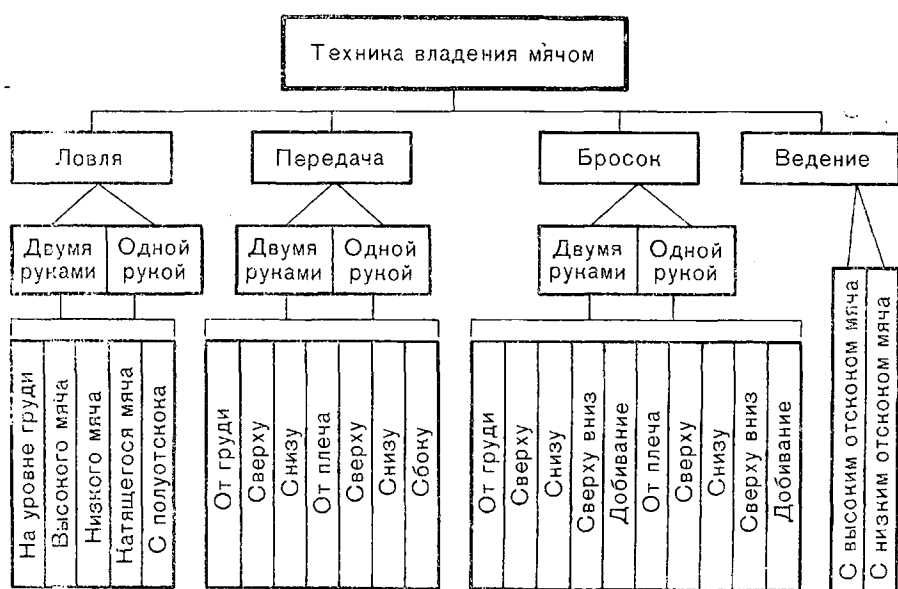 Техника владения мячом
Ловля
Передача
Бросок
Ведение
Двумя
руками
Одной
рукой
Двумя
руками
Одной
рукой
Двумя
руками
Одной
рукой
На уровне груди
Высокого мяча
Низкого мяча
Катящегося мяча
С полуотскока
От груди
Сверху
Снизу
От плеча
Сверху
Снизу
Сбоку
От груди
Сверху
Снизу
Сверху вниз
Добивание
От плеча
Сверху
Снизу
Сверху вниз
Добивание
С высоким отскоком мяча
С низким отскоком мяча